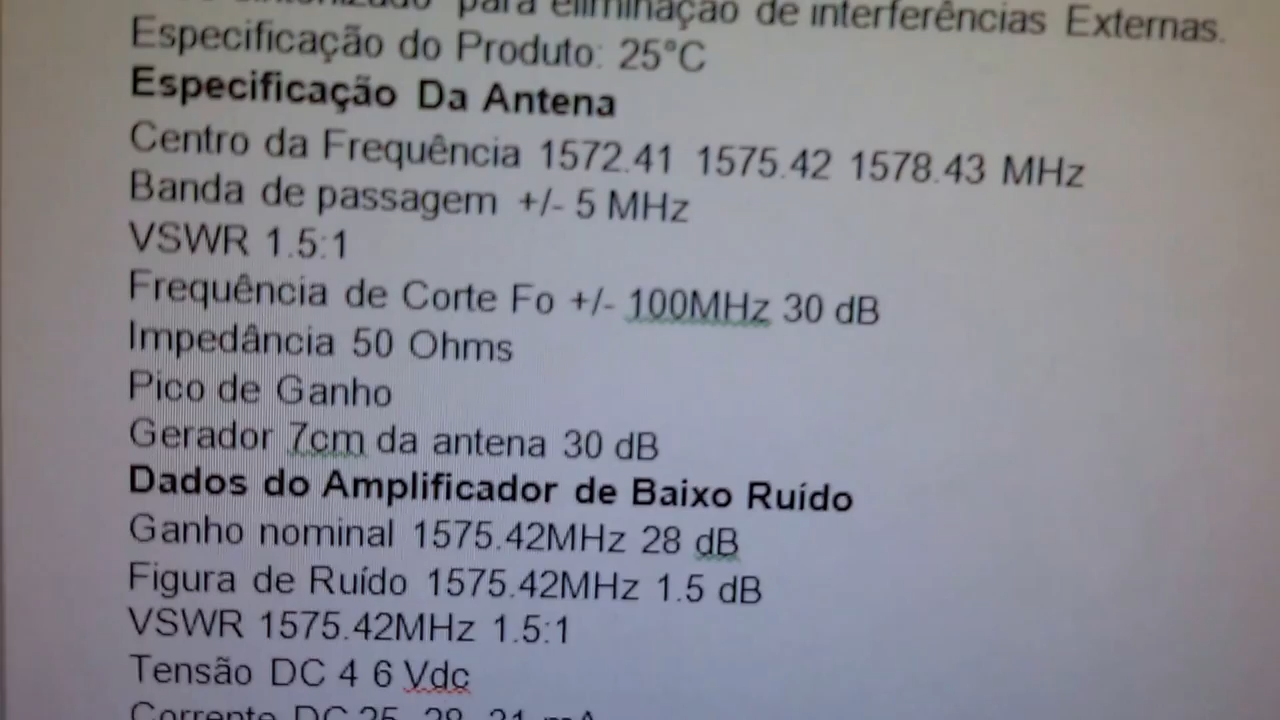 para eliminação de interferências Externas.
Especificação do Produto: 25°C
Especificação Da Antena
Centro da Frequência 1572.41 1575.42 1578.43 MHz
Banda de passagem +/- 5 MHz
VSWR 1.5:1
Frequência de Corte Fo +/- 100MHz 30 dB
Impedância 50 Ohms
Pico de Ganho
Gerador 7cm da antena 30 dB
Dados do Amplificador de Baixo Ruído
Ganho nominal 1575.42MHz 28 dB
Figura de Ruído 1575.42MHz 1.5 dB
VSWR 1575.42MHz 1.5:1
Tensão DC 4 6 Vdc
Corrente DC 25